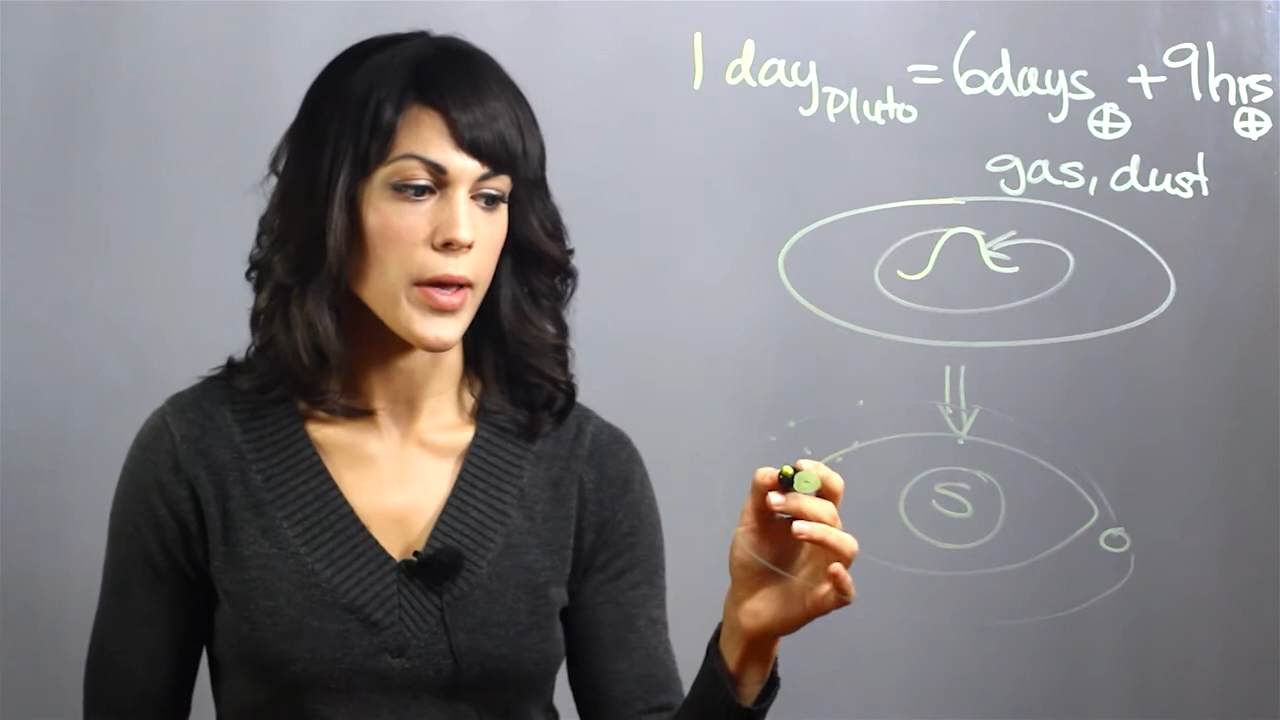 1 day Pluto = 6days ⊕ + 9hrs ⊕
gas, dust
S